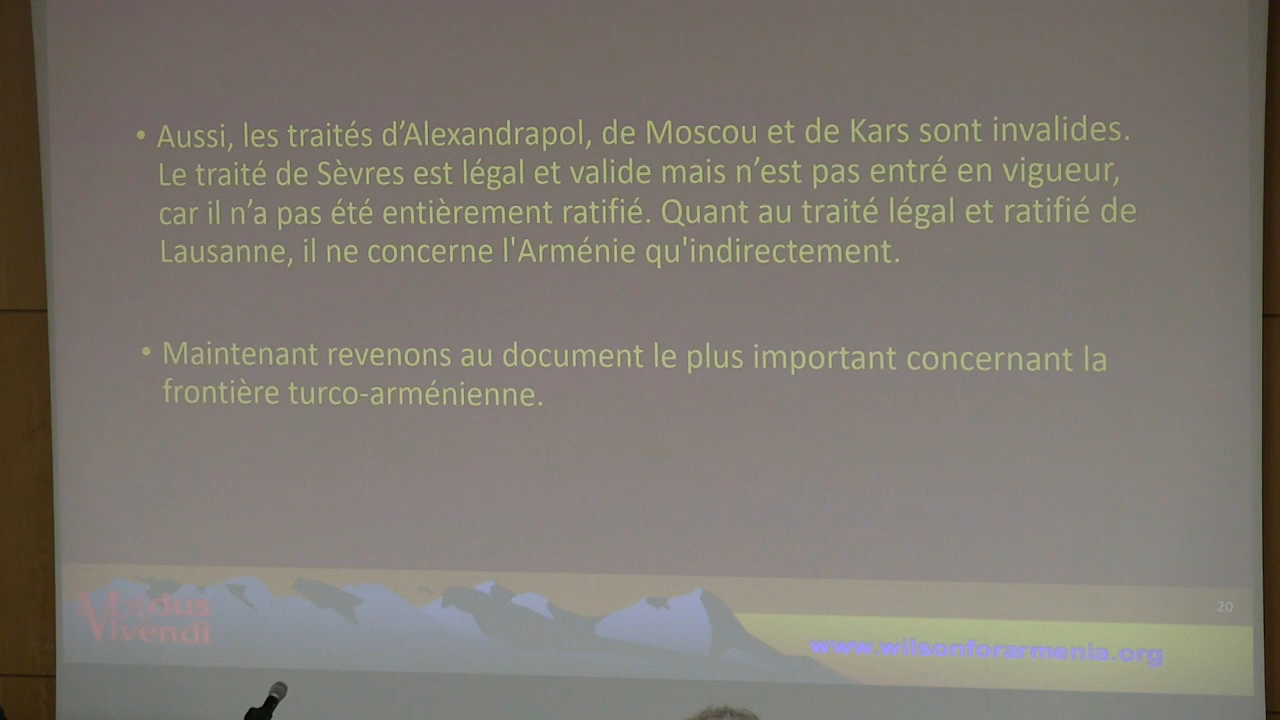 • Aussi, les traités d’Alexandrapol, de Moscou et de Kars sont invalides.
Le traité de Sèvres est légal et valide mais n’est pas entré en vigueur,
car il n’a pas été entièrement ratifié. Quant au traité légal et ratifié de
Lausanne, il ne concerne l'Arménie qu'indirectement.
• Maintenant revenons au document le plus important concernant la
frontière turco-arménienne.
20
Modus
Vivendi
www.wilsonforarmenia.org